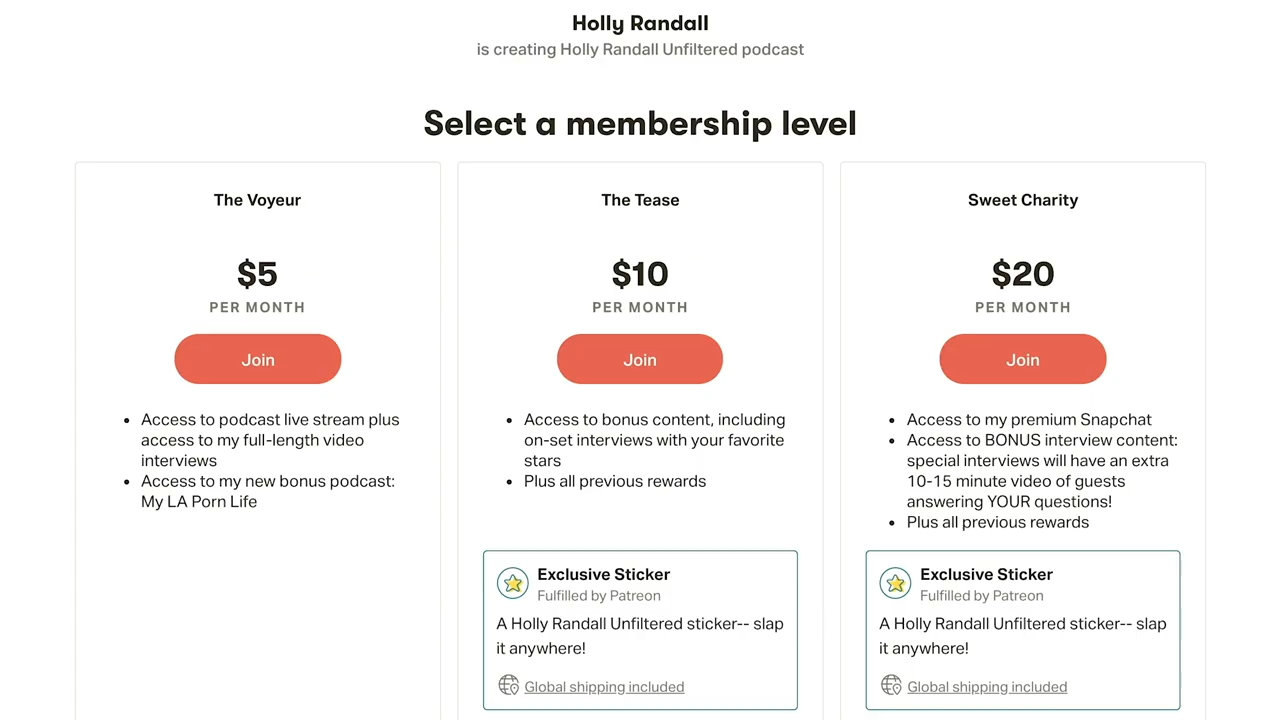 Holly Randall
is creating Holly Randall Unfiltered podcast
Select a membership level
The Voyeur
$5
PER MONTH
Join
• Access to podcast live stream plus
access to my full-length video
interviews
• Access to my new bonus podcast:
My LA Porn Life
The Tease
$10
PER MONTH
Join
• Access to bonus content, including
on-set interviews with your favorite
stars
• Plus all previous rewards
Exclusive Sticker
Fulfilled by Patreon
A Holly Randall Unfiltered sticker-- slap
it anywhere!
Global shipping included
Sweet Charity
$20
PER MONTH
Join
• Access to my premium Snapchat
• Access to BONUS interview content:
special interviews will have an extra
10-15 minute video of guests
answering YOUR questions!
• Plus all previous rewards
Exclusive Sticker
Fulfilled by Patreon
A Holly Randall Unfiltered sticker-- slap
it anywhere!
Global shipping included